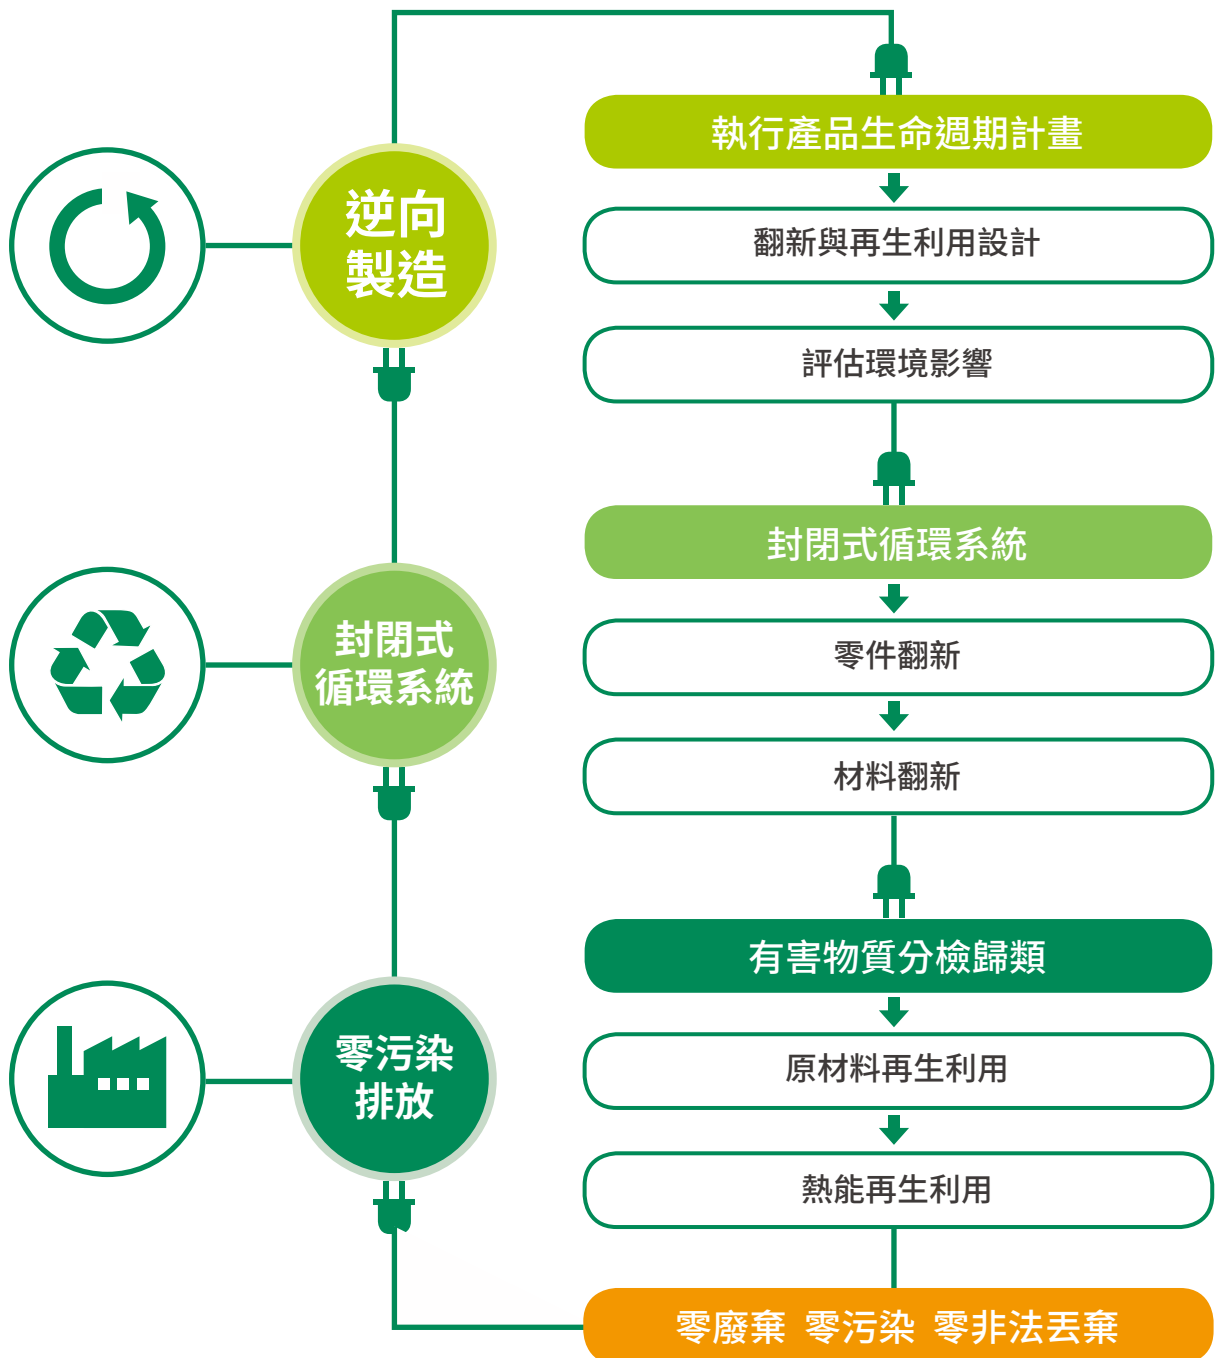 逆向
製造
封閉式
循環系統
零污染
排放
執行產品生命週期計畫
翻新與再生利用設計
評估環境影響
封閉式循環系統
零件翻新
材料翻新
有害物質分檢歸類
原材料再生利用
熱能再生利用
零廢棄 零污染 零非法丟棄